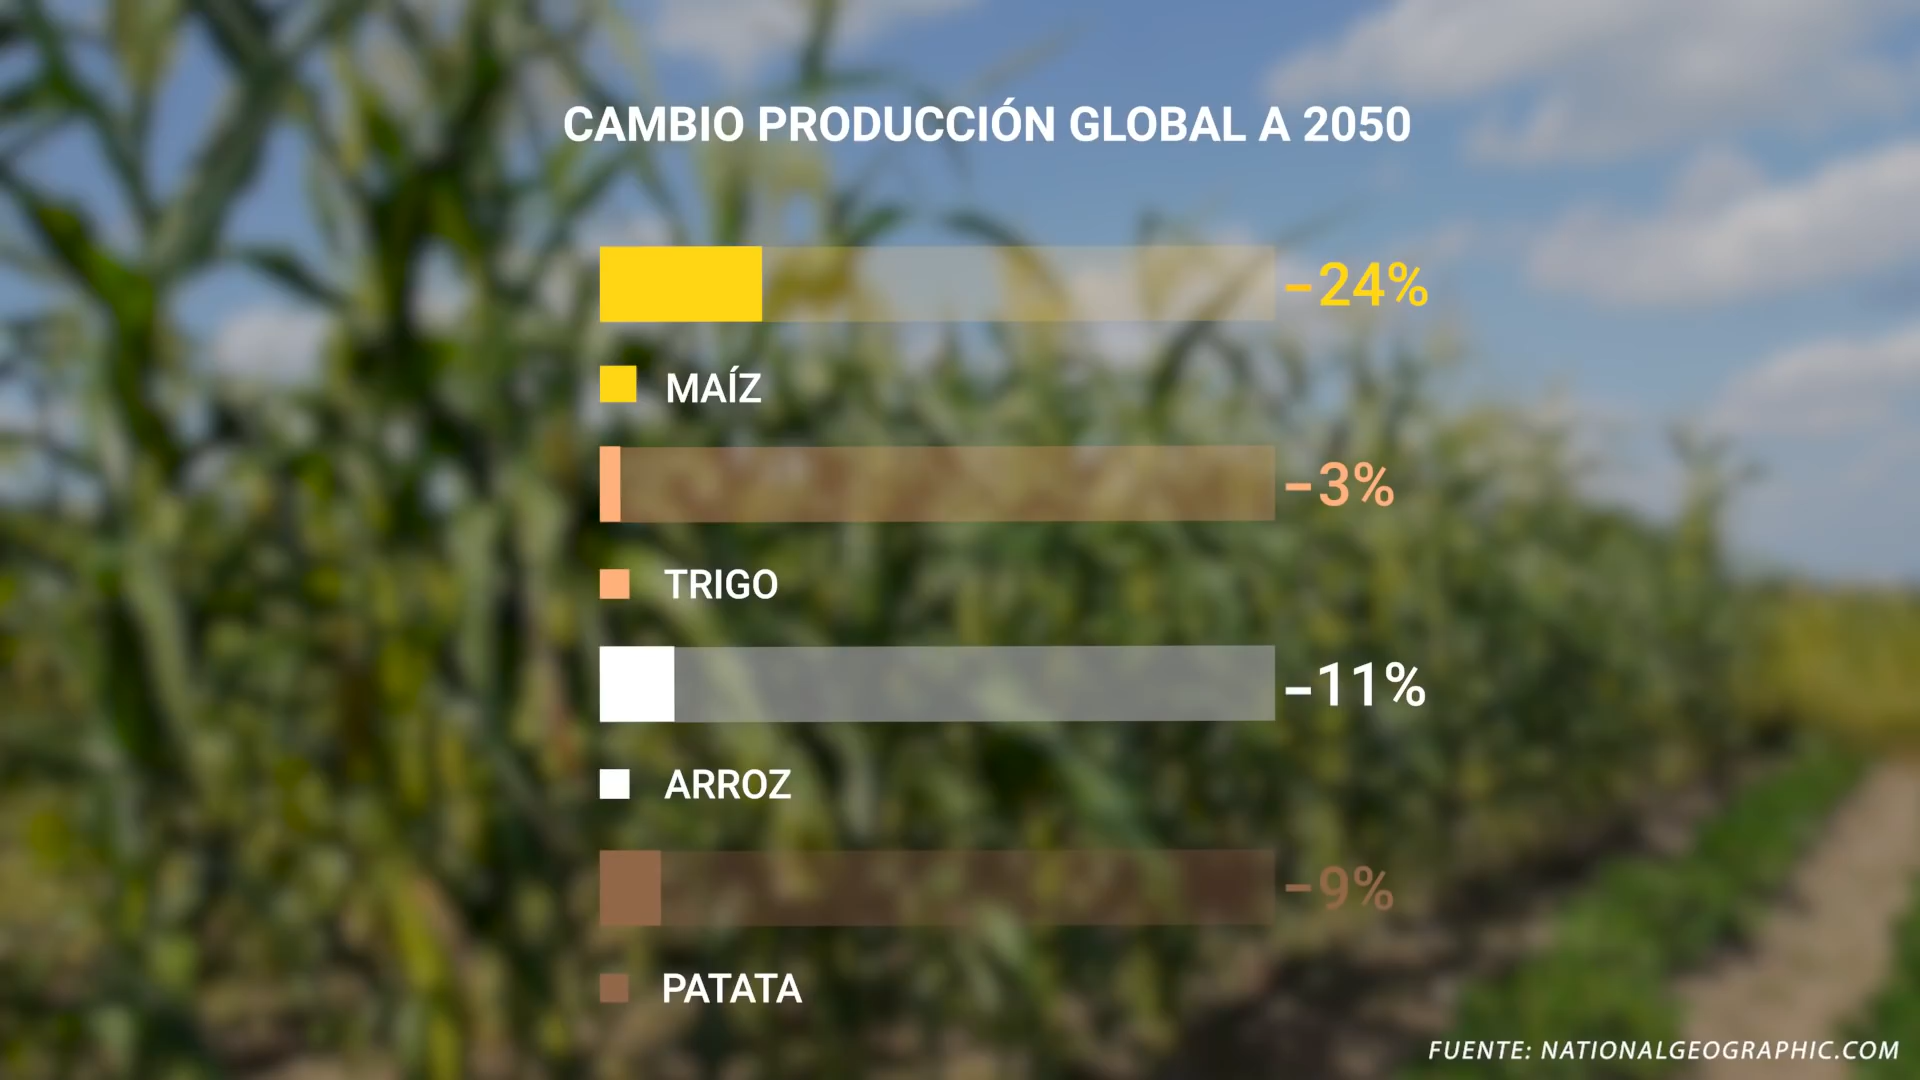 CAMBIO PRODUCCIÓN GLOBAL A 2050
-24%
MAÍZ
-3%
TRIGO
-11%
ARROZ
-9%
PATATA
FUENTE: NATIONALGEOGRAPHIC.COM